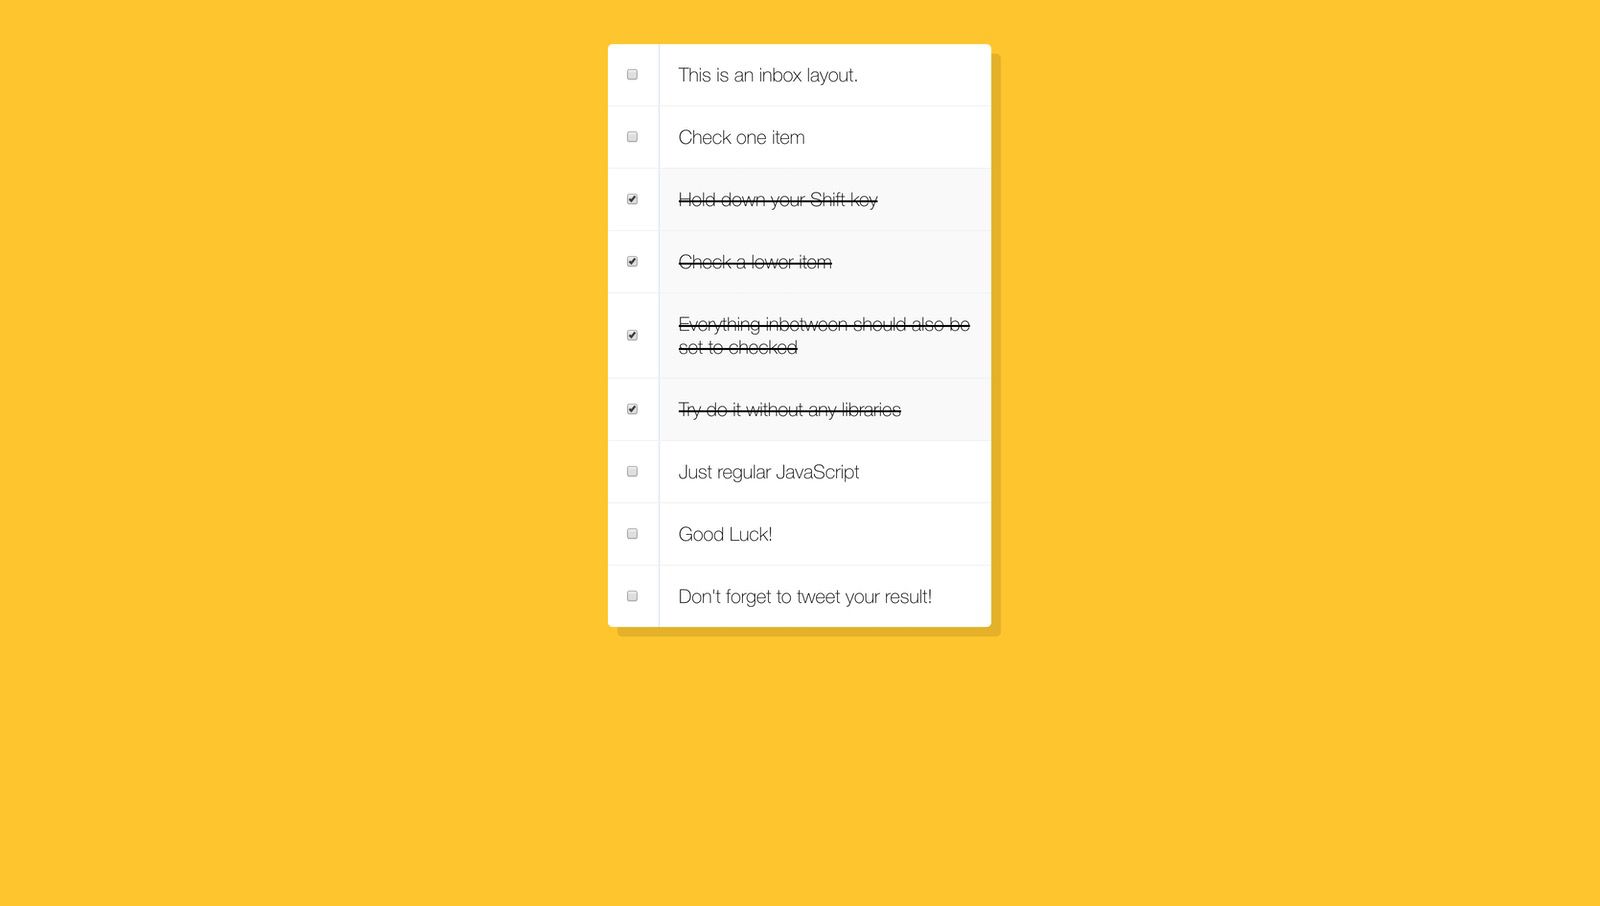 This is an inbox layout.
Check one item
Hold down your Shift key
Check a lower item
Everything inbetween should also be
set to checked
Try do it without any libraries
Just regular JavaScript
Good Luck!
Don't forget to tweet your result!